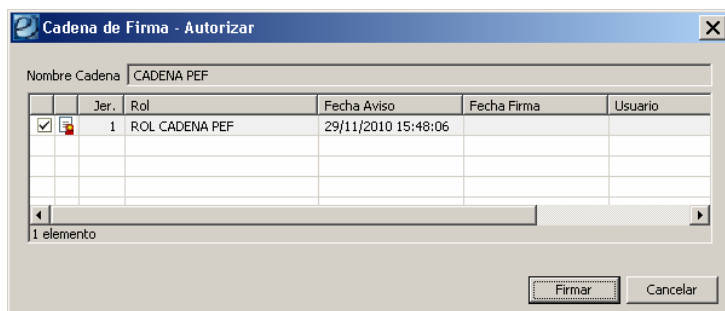 Cadena de Firma - Autorizar
Nombre Cadena CADENA PEF
Jer. Rol Fecha Aviso Fecha Firma Usuario
1 ROL CADENA PEF 29/11/2010 15:48:06
1 elemento
Firmar Cancelar